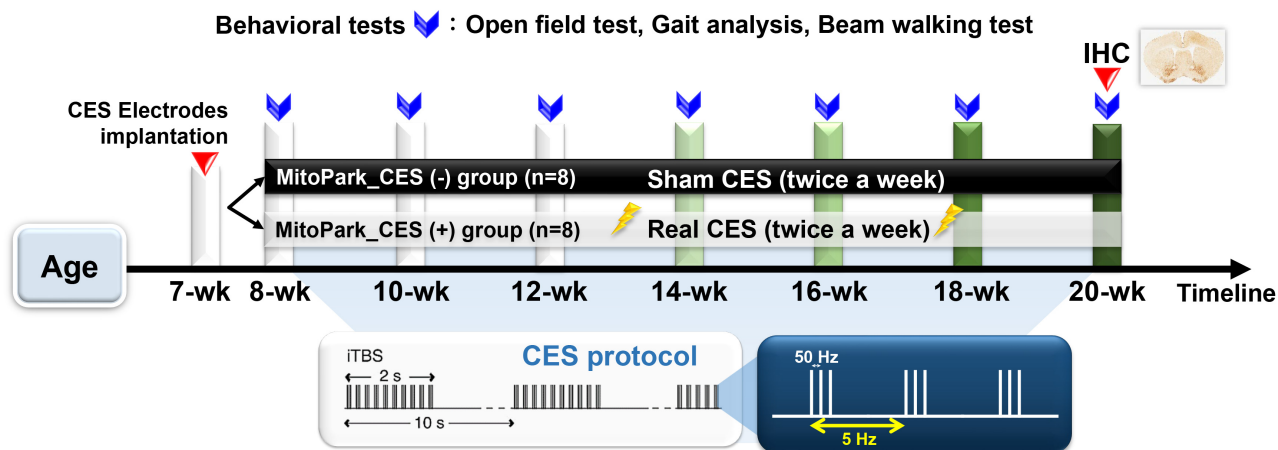 Behavioral tests : Open field test, Gait analysis, Beam walking test
IHC
CES Electrodes
implantation
MitoPark_CES (-) group (n=8) Sham CES (twice a week)
MitoPark_CES (+) group (n=8) Real CES (twice a week)
Age
7-wk 8-wk 10-wk 12-wk 14-wk 16-wk 18-wk 20-wk Timeline
iTBS CES protocol
2 s
10 s
50 Hz
5 Hz